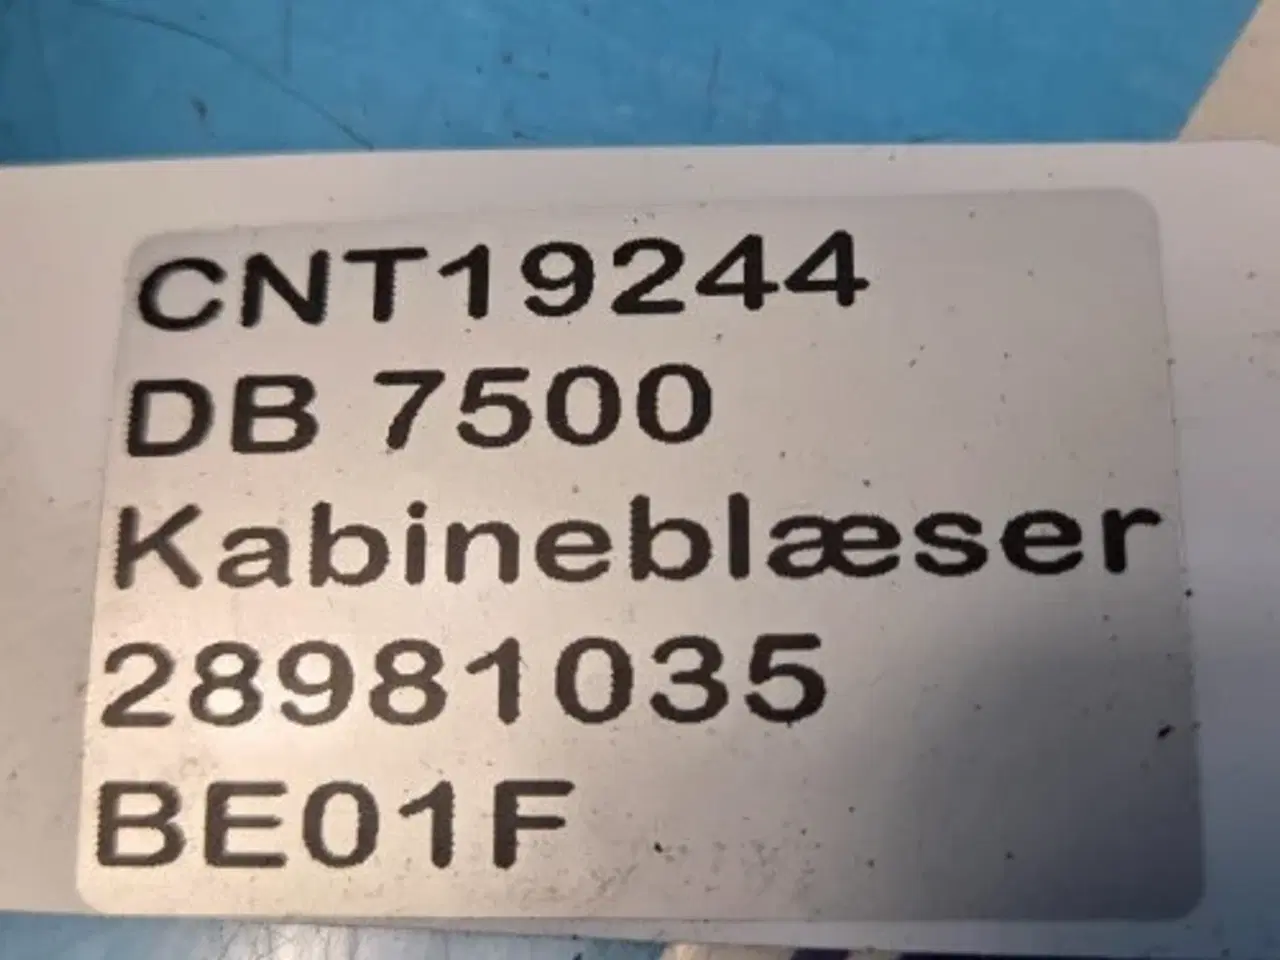 CNT19244
DB 7500
Kabineblæser
28981035
BE01F